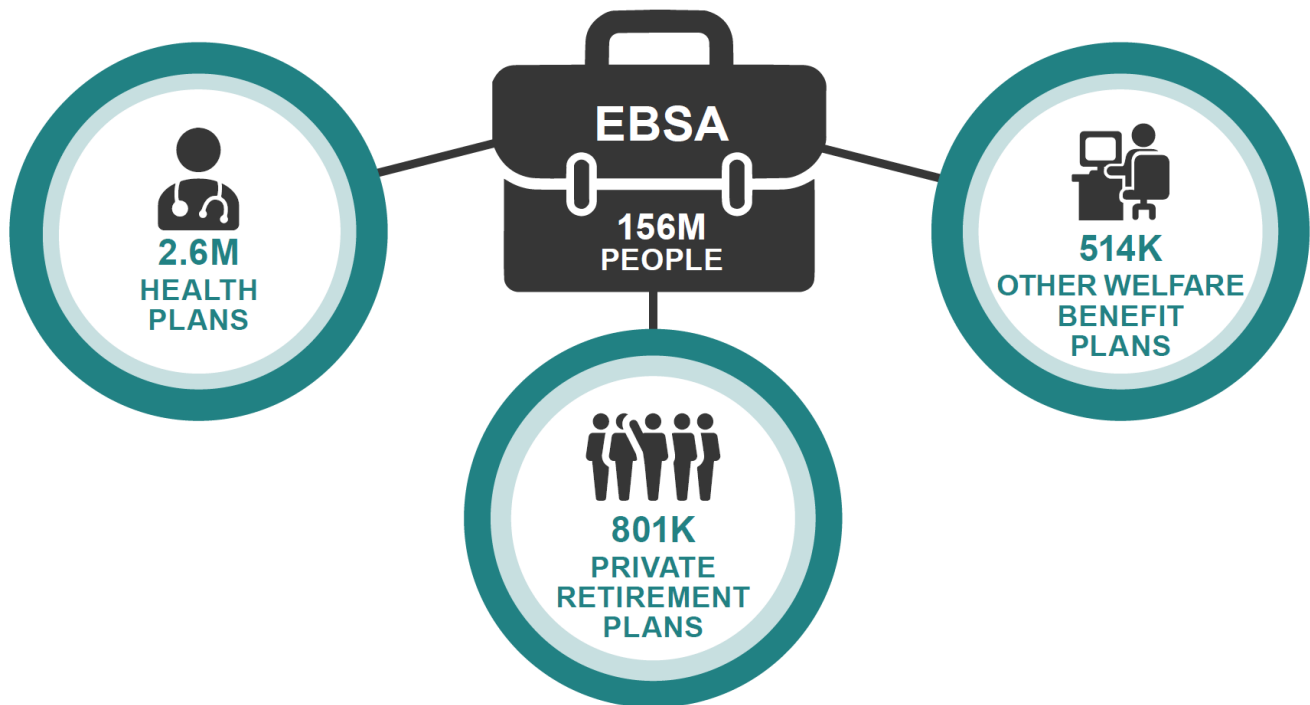 EBSA
156M
PEOPLE
2.6M
HEALTH
PLANS
801K
PRIVATE
RETIREMENT
PLANS
514K
OTHER WELFARE
BENEFIT
PLANS